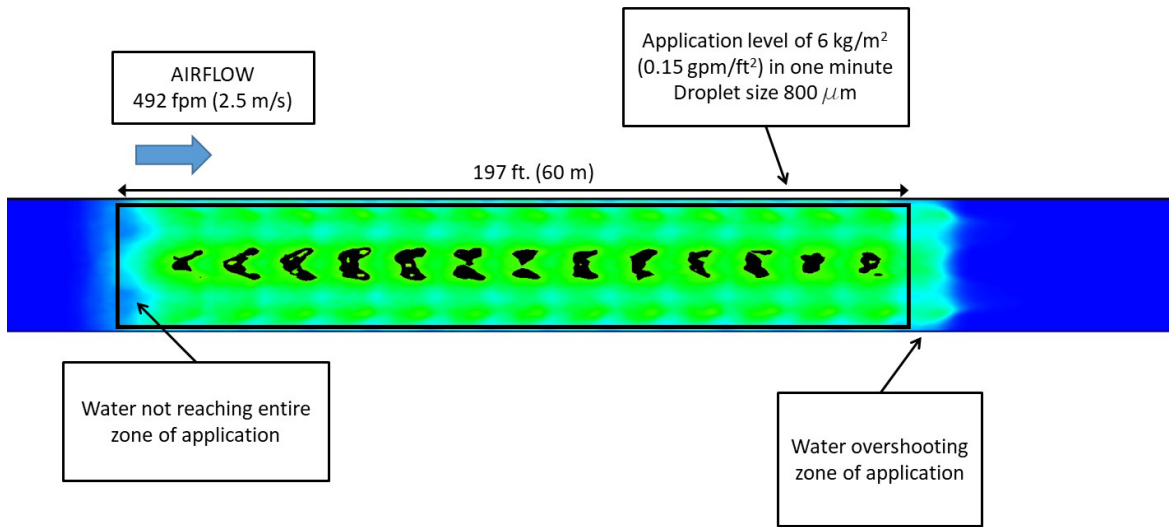 AIRFLOW
492 fpm (2.5 m/s)
Application level of 6 kg/m²
(0.15 gpm/ft²) in one minute
Droplet size 800 μm
197 ft. (60 m)
Water not reaching entire
zone of application
Water overshooting
zone of application